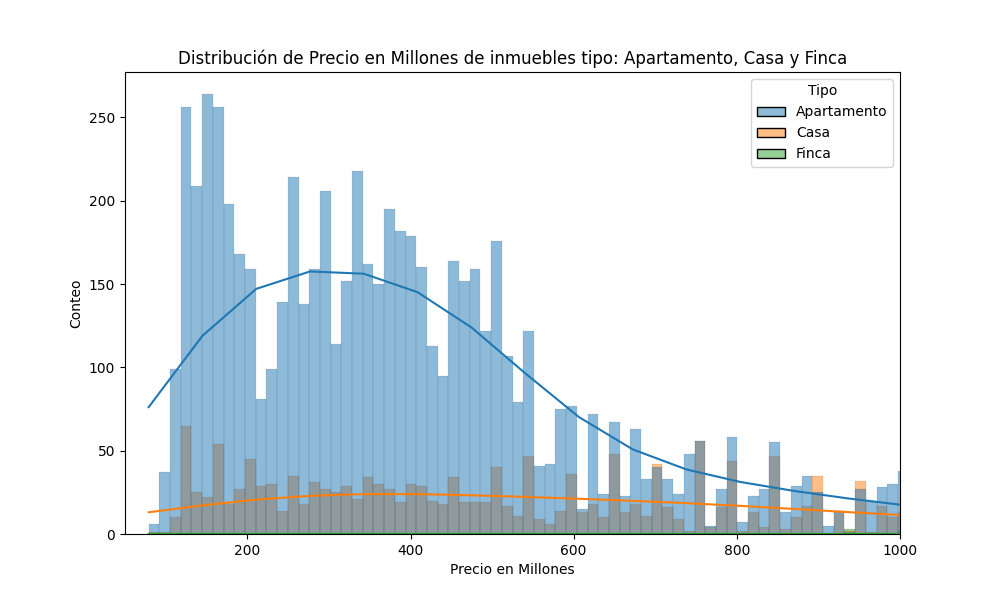 Distribución de Precio en Millones de inmuebles tipo: Apartamento, Casa y Finca
Tipo
Apartamento
Casa
Finca
250
200
150
100
50
0
Conteo
200 400 600 800 1000
Precio en Millones